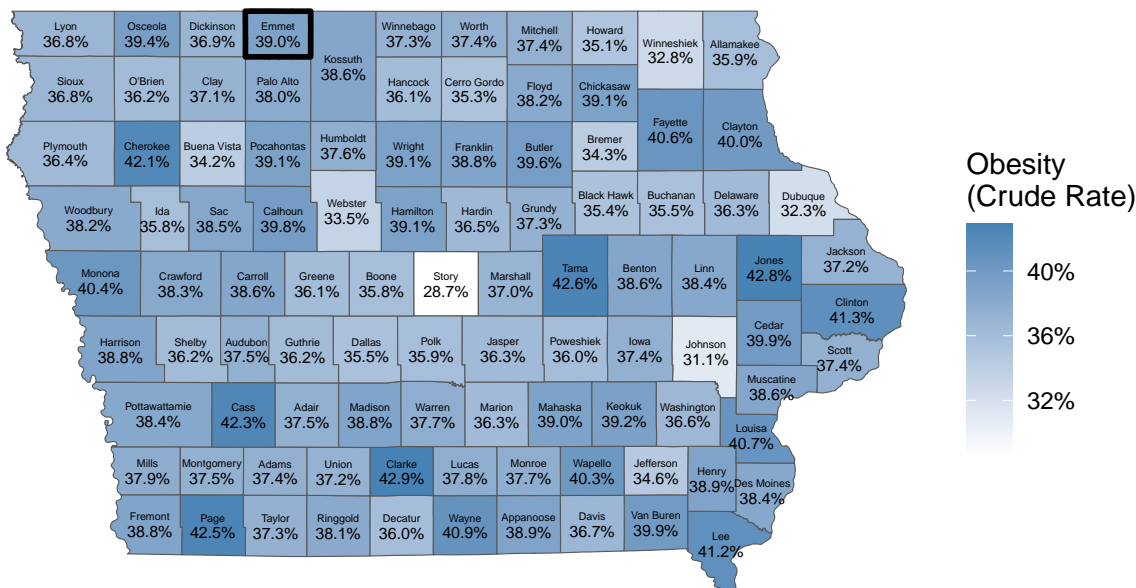 Lyon
36.8%
Osceola
39.4%
Dickinson
36.9%
Emmet
39.0%
Kossuth
38.6%
Winnebago
37.3%
Worth
37.4%
Mitchell
37.4%
Howard
35.1%
Winneshiek
32.8%
Allamakee
35.9%
Sioux
36.8%
O'Brien
36.2%
Clay
37.1%
Palo Alto
38.0%
Hancock
36.1%
Cerro Gordo
35.3%
Floyd
38.2%
Chickasaw
39.1%
Fayette
40.6%
Clayton
40.0%
Plymouth
36.4%
Cherokee
42.1%
Buena Vista
34.2%
Pocahontas
39.1%
Humboldt
37.6%
Wright
39.1%
Franklin
38.8%
Butler
39.6%
Bremer
34.3%
Woodbury
38.2%
Ida
35.8%
Sac
38.5%
Calhoun
39.8%
Webster
33.5%
Hamilton
39.1%
Hardin
36.5%
Grundy
37.3%
Black Hawk
35.4%
Buchanan
35.5%
Delaware
36.3%
Dubuque
32.3%
Monona
40.4%
Crawford
38.3%
Carroll
38.6%
Greene
36.1%
Boone
35.8%
Story
28.7%
Marshall
37.0%
Tama
42.6%
Benton
38.6%
Linn
38.4%
Jones
42.8%
Jackson
37.2%
Clinton
41.3%
Harrison
38.8%
Shelby
36.2%
Audubon
37.5%
Guthrie
36.2%
Dallas
35.5%
Polk
35.9%
Jasper
36.3%
Poweshiek
36.0%
Iowa
37.4%
Johnson
31.1%
Cedar
39.9%
Scott
37.4%
Muscatine
38.6%
Pottawattamie
38.4%
Cass
42.3%
Adair
37.5%
Madison
38.8%
Warren
37.7%
Marion
36.3%
Mahaska
39.0%
Keokuk
39.2%
Washington
36.6%
Louisa
40.7%
Mills
37.9%
Montgomery
37.5%
Adams
37.4%
Union
37.2%
Clarke
42.9%
Lucas
37.8%
Monroe
37.7%
Wapello
40.3%
Jefferson
34.6%
Henry
38.9%
Des Moines
38.4%
Fremont
38.8%
Page
42.5%
Taylor
37.3%
Ringgold
38.1%
Decatur
36.0%
Wayne
40.9%
Appanoose
38.9%
Davis
36.7%
Van Buren
39.9%
Lee
41.2%
Obesity
(Crude Rate)
40%
36%
32%